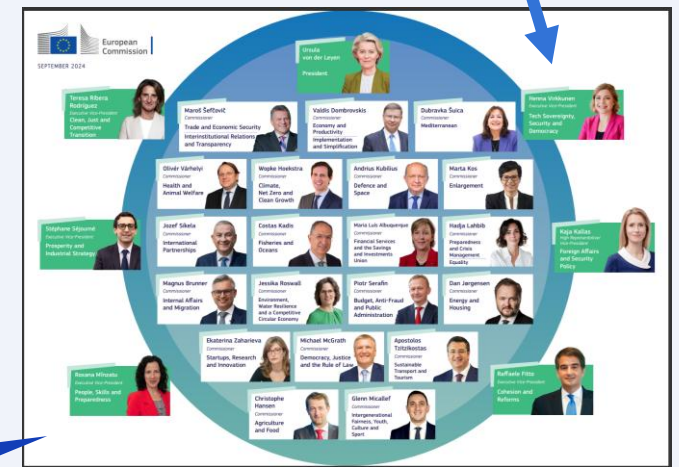 European
Commission
SEPTEMBER 2024
Ursula
von der Leyen
President
Teresa Ribera
Rodríguez
Executive Vice-President
Clean, Just and
Competitive
Transition
Maroš Šefčovič
Commissioner
Trade and Economic Security
Interinstitutional Relations
and Transparency
Valdis Dombrovskis
Commissioner
Economy and
Productivity
Implementation
and Simplification
Dubravka Šuica
Commissioner
Mediterranean
Henna Virkkunen
Executive Vice-President
Tech Sovereignty,
Security and
Democracy
Olivér Várhelyi
Commissioner
Health and
Animal Welfare
Wopke Hoekstra
Commissioner
Climate,
Net Zero and
Clean Growth
Andrius Kubilius
Commissioner
Defence and
Space
Marta Kos
Commissioner
Enlargement
Stéphane Séjourné
Executive Vice-President
Prosperity and
Industrial Strategy
Jozef Síkela
Commissioner
International
Partnerships
Costas Kadis
Commissioner
Fisheries and
Oceans
Maria Luís Albuquerque
Commissioner
Financial Services
and the Savings
and Investments
Union
Hadja Lahbib
Commissioner
Preparedness
and Crisis
Management
Equality
Kaja Kallas
High Representative
Vice-President
Foreign Affairs
and Security
Policy
Magnus Brunner
Commissioner
Internal Affairs
and Migration
Jessika Roswall
Commissioner
Environment,
Water Resilience
and a Competitive
Circular Economy
Piotr Serafin
Commissioner
Budget, Anti-Fraud
and Public
Administration
Dan Jørgensen
Commissioner
Energy and
Housing
Ekaterina Zaharieva
Commissioner
Startups, Research
and Innovation
Michael McGrath
Commissioner
Democracy, Justice
and the Rule of Law
Apostolos
Tzitzikostas
Commissioner
Sustainable
Transport and
Tourism
Roxana Mînzatu
Executive Vice-President
People, Skills and
Preparedness
Raffaele Fitto
Executive Vice-President
Cohesion and
Reforms
Christophe
Hansen
Commissioner
Agriculture
and Food
Glenn Micallef
Commissioner
Intergenerational
Fairness, Youth,
Culture and
Sport